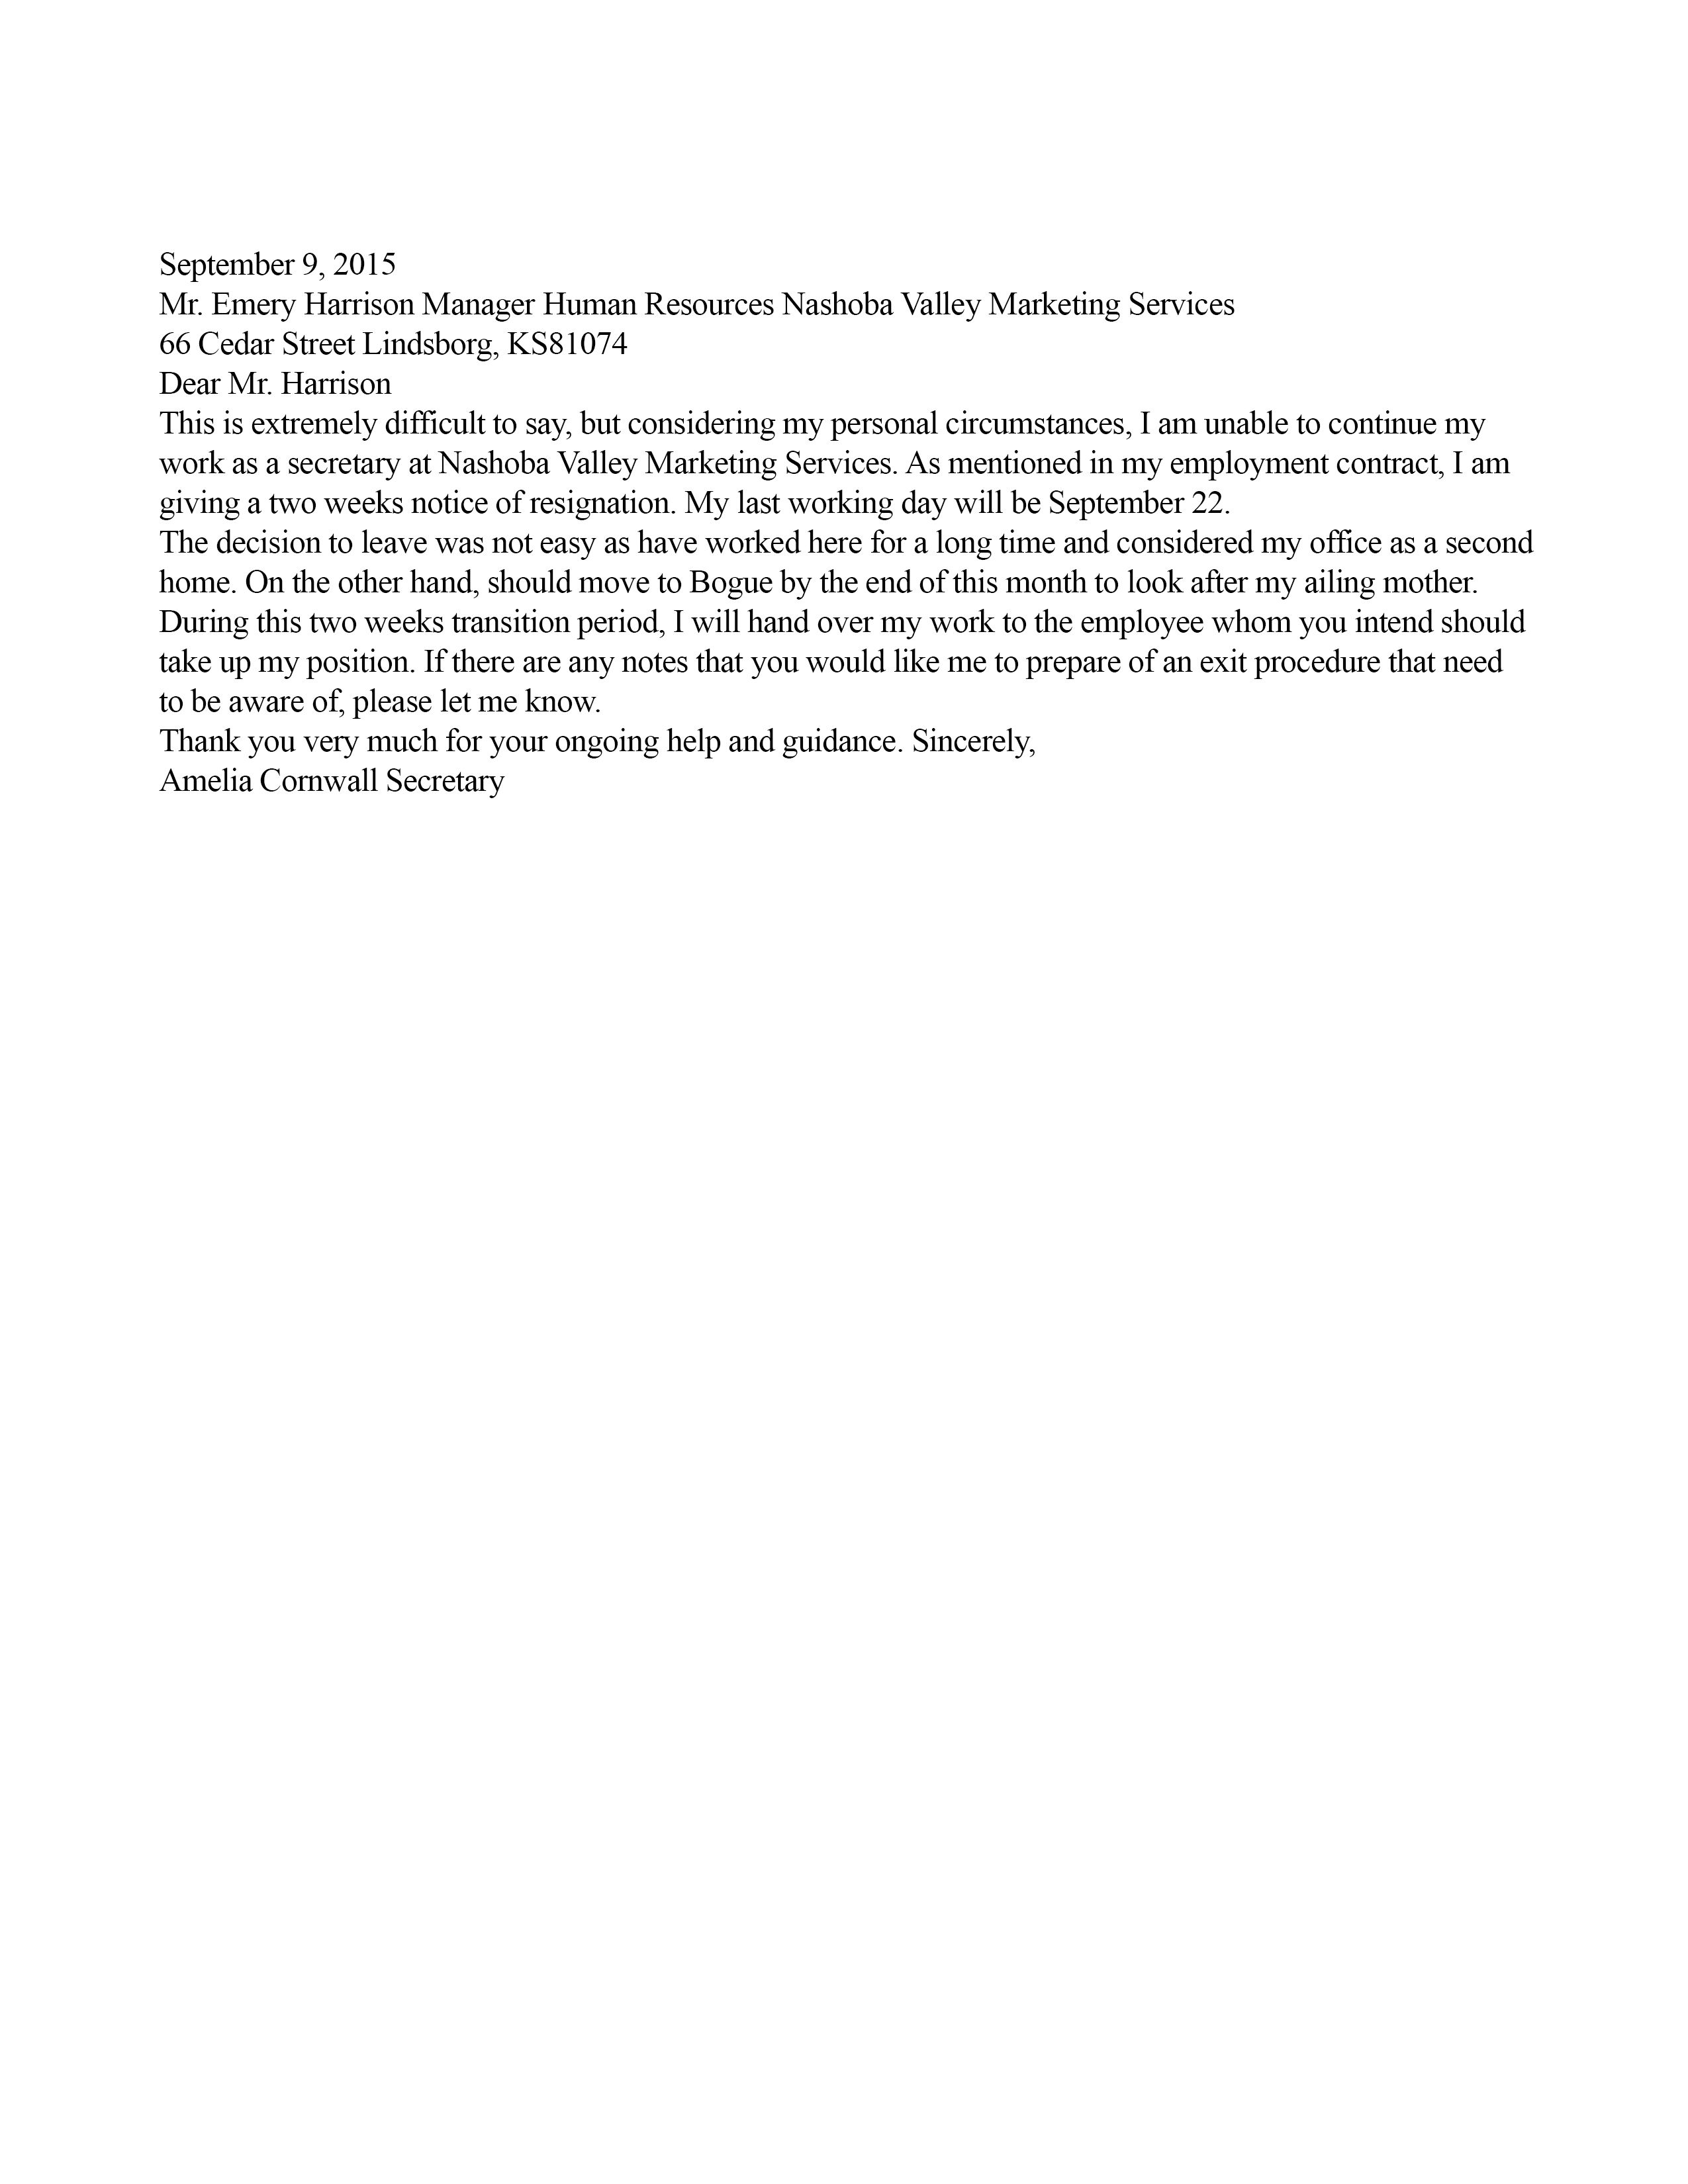 September 9, 2015
Mr. Emery Harrison Manager Human Resources Nashoba Valley Marketing Services
66 Cedar Street Lindsborg, KS81074
Dear Mr. Harrison
This is extremely difficult to say, but considering my personal circumstances, I am unable to continue my
work as a secretary at Nashoba Valley Marketing Services. As mentioned in my employment contract, I am
giving a two weeks notice of resignation. My last working day will be September 22.
The decision to leave was not easy as have worked here for a long time and considered my office as a second
home. On the other hand, should move to Bogue by the end of this month to look after my ailing mother.
During this two weeks transition period, I will hand over my work to the employee whom you intend should
take up my position. If there are any notes that you would like me to prepare of an exit procedure that need
to be aware of, please let me know.
Thank you very much for your ongoing help and guidance. Sincerely,
Amelia Cornwall Secretary